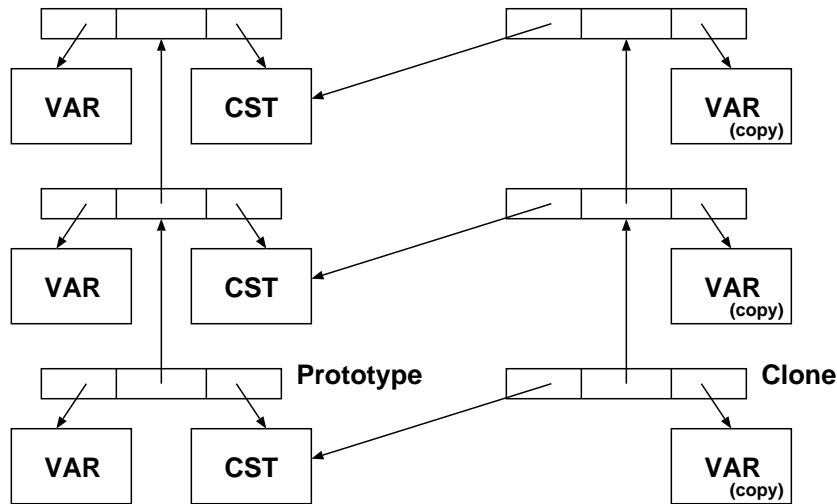 VAR CST VAR
(copy)
VAR CST VAR
(copy)
Prototype Clone
VAR CST VAR
(copy)